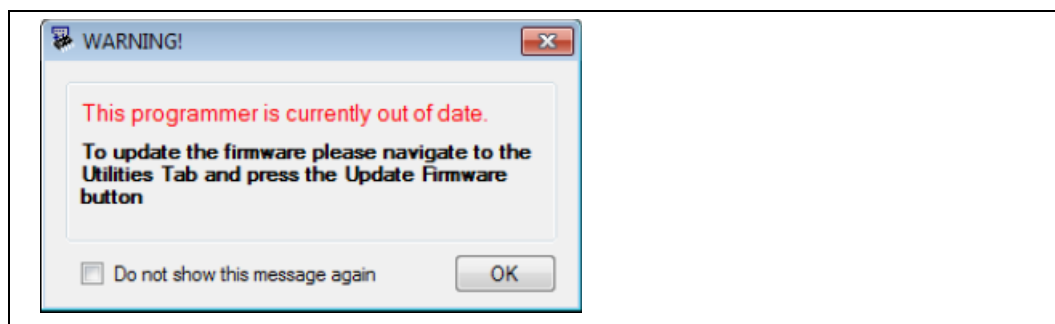 WARNING!
This programmer is currently out of date.
To update the firmware please navigate to the
Utilities Tab and press the Update Firmware
button
Do not show this message again
OK